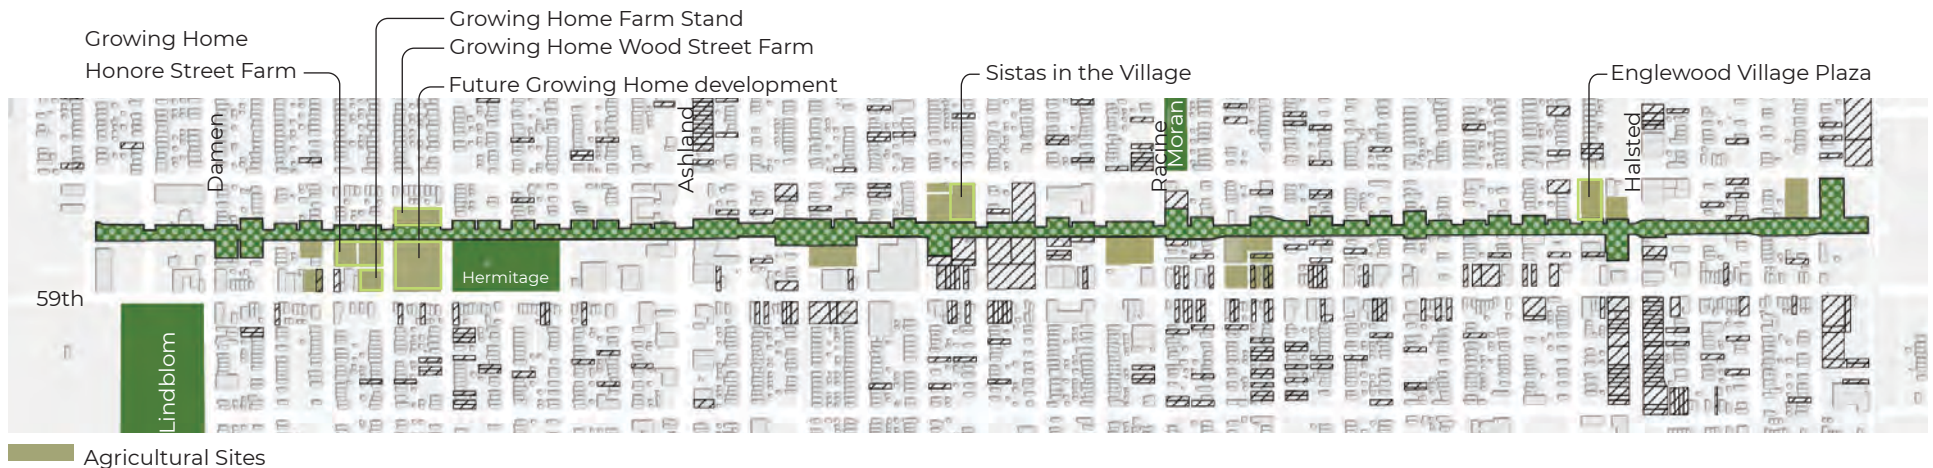 Growing Home Farm Stand
Growing Home
Honore Street Farm
Growing Home Wood Street Farm
Future Growing Home development
Sistas in the Village
Englewood Village Plaza
Damen
Ashland
Racine
Moran
Halsted
Hermitage
59th
Lindblom
Agricultural Sites